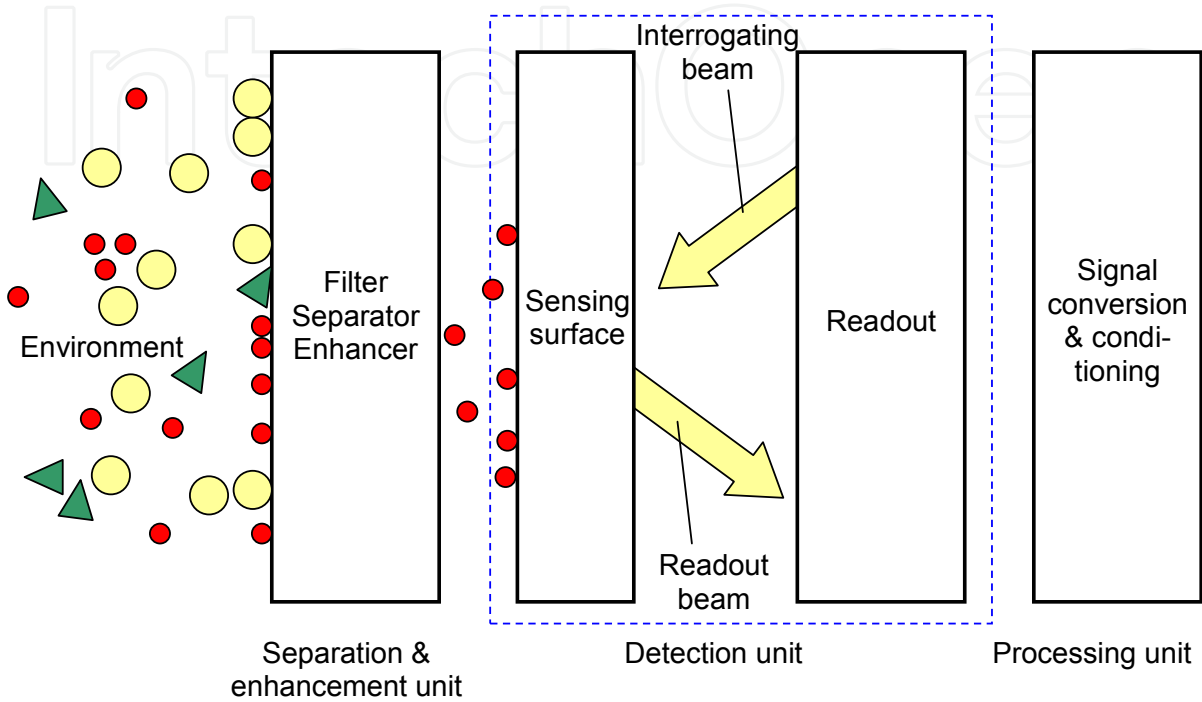 Interrogating
beam
Environment
Filter
Separator
Enhancer
Sensing
surface
Readout
Signal
conversion
& condi-
tioning
Readout
beam
Separation &
enhancement unit
Detection unit
Processing unit